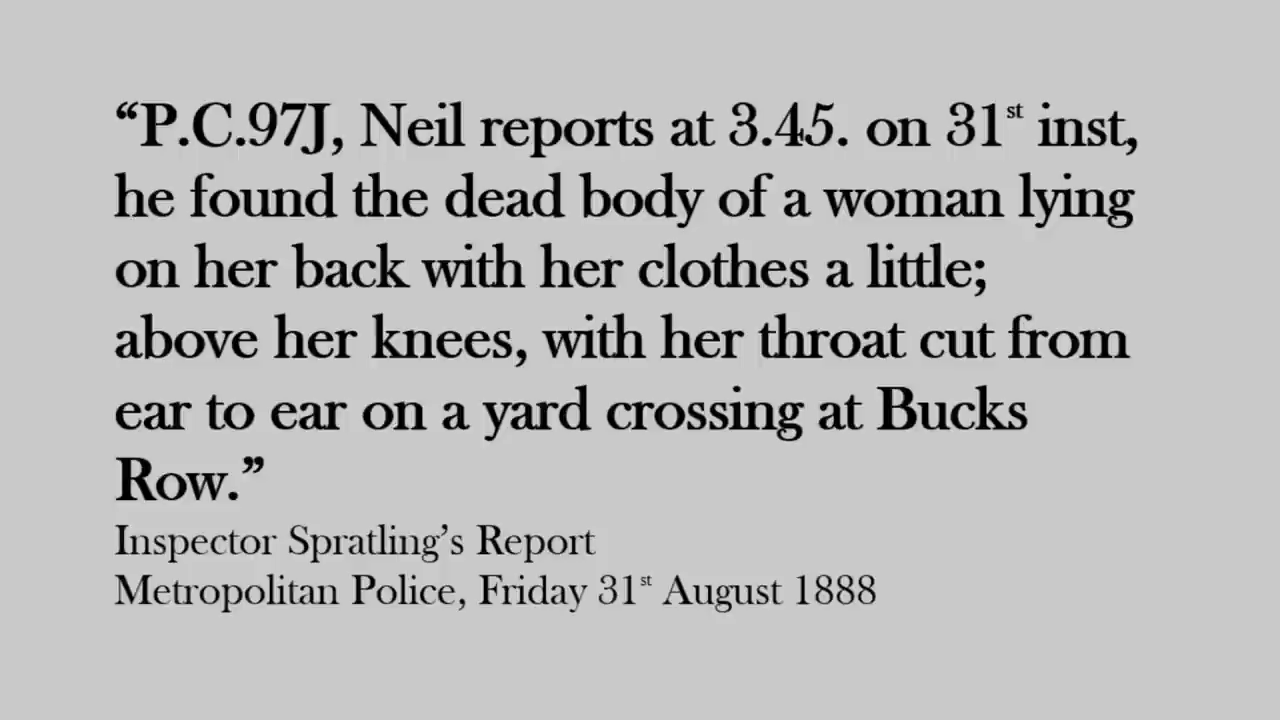 “P.C.97J, Neil reports at 3.45. on 31st inst,
he found the dead body of a woman lying
on her back with her clothes a little;
above her knees, with her throat cut from
ear to ear on a yard crossing at Bucks
Row.”
Inspector Spratling’s Report
Metropolitan Police, Friday 31st August 1888